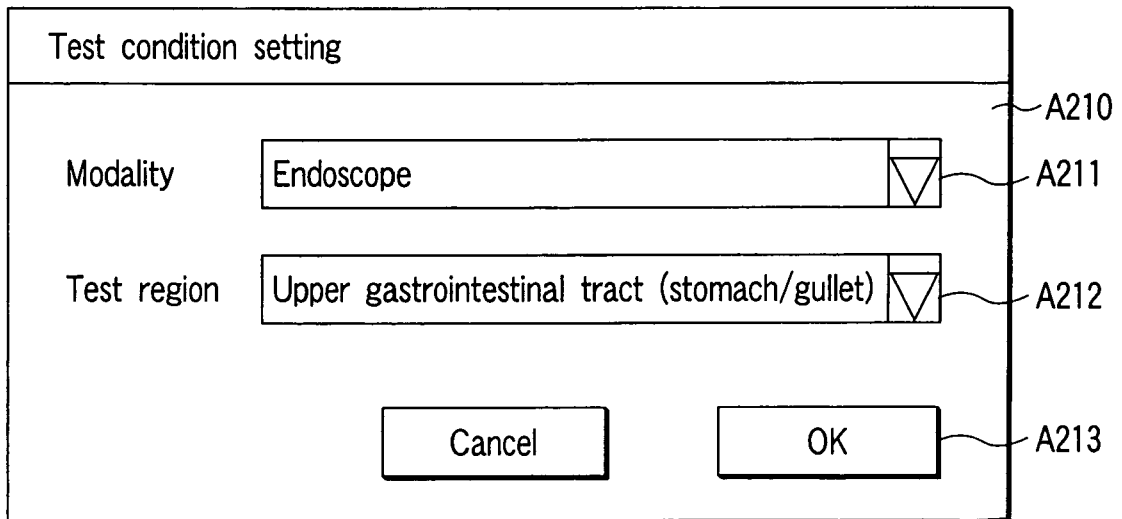 Test condition setting
A210
Modality Endoscope A211
Test region Upper gastrointestinal tract (stomach/gullet) A212
Cancel OK A213